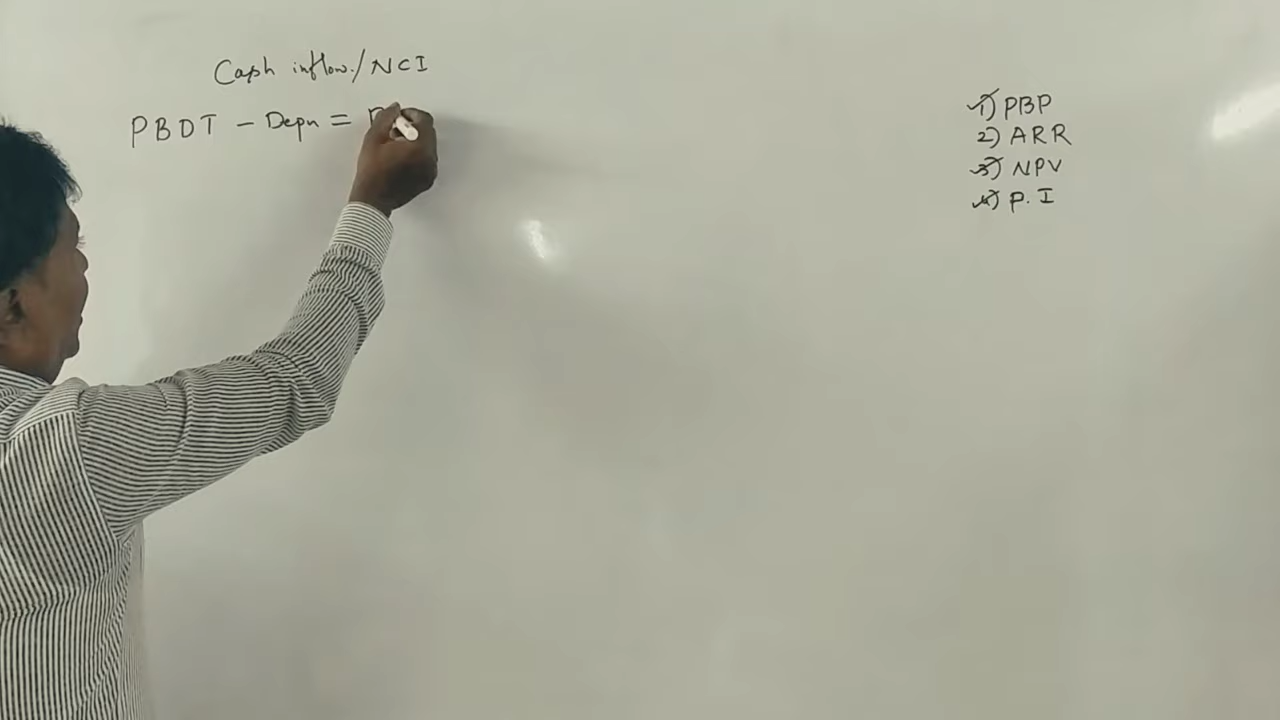 Cash inflow./NCI
PBDT - Depn =
1) PBP
2) ARR
3) NPV
4) P.I